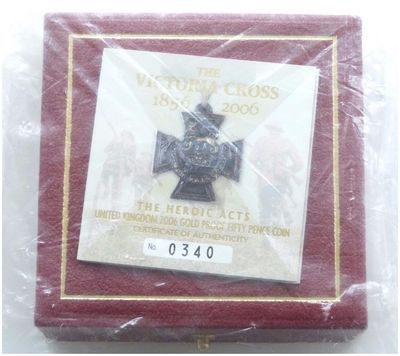 THE
VICTORIA CROSS
1856 2006
THE HEROIC ACTS
UNITED KINGDOM 2006 GOLD PROOF FIFTY PENCE COIN
CERTIFICATE OF AUTHENTICITY
No. 0340